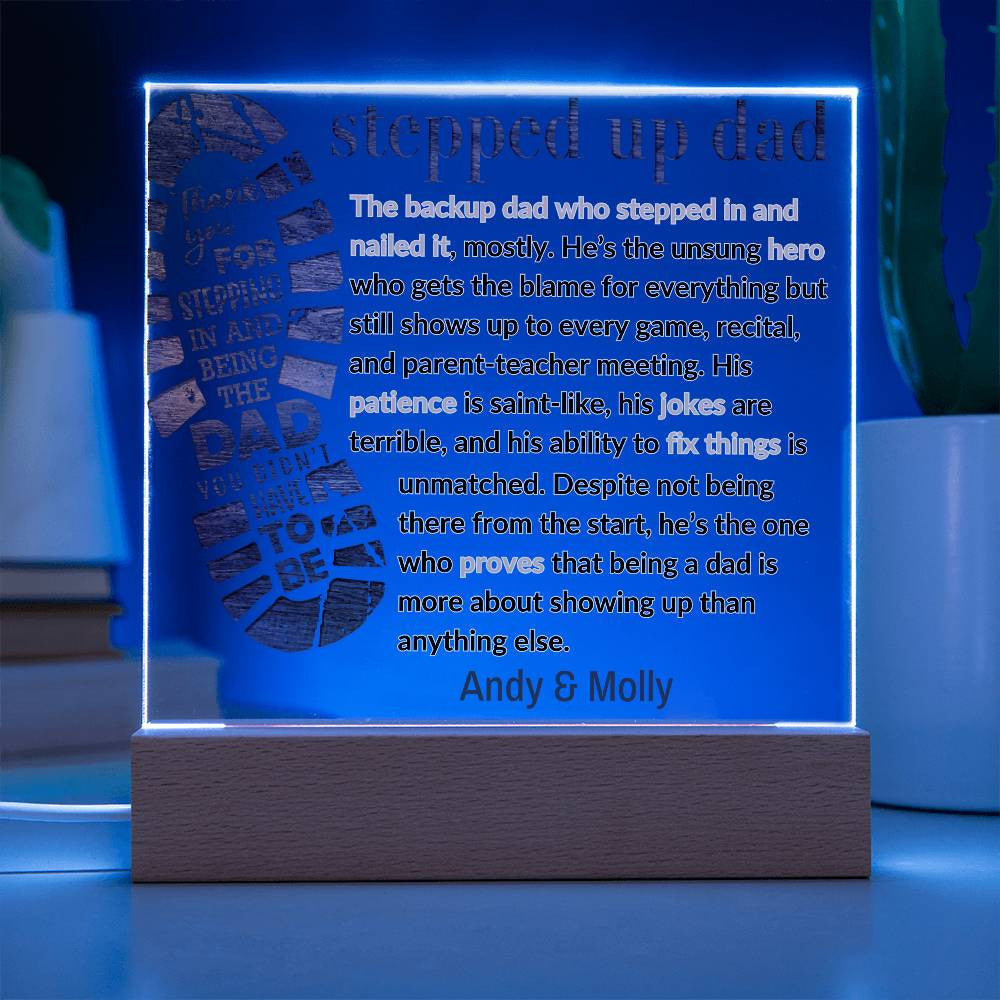 stepped up dad
Thank
you
FOR
STEPPING
IN AND
BEING
THE
DAD
YOU DIDN'T
HAVE
TO
BE
The backup dad who stepped in and
nailed it, mostly. He’s the unsung hero
who gets the blame for everything but
still shows up to every game, recital,
and parent-teacher meeting. His
patience is saint-like, his jokes are
terrible, and his ability to fix things is
unmatched. Despite not being
there from the start, he’s the one
who proves that being a dad is
more about showing up than
anything else.
Andy & Molly